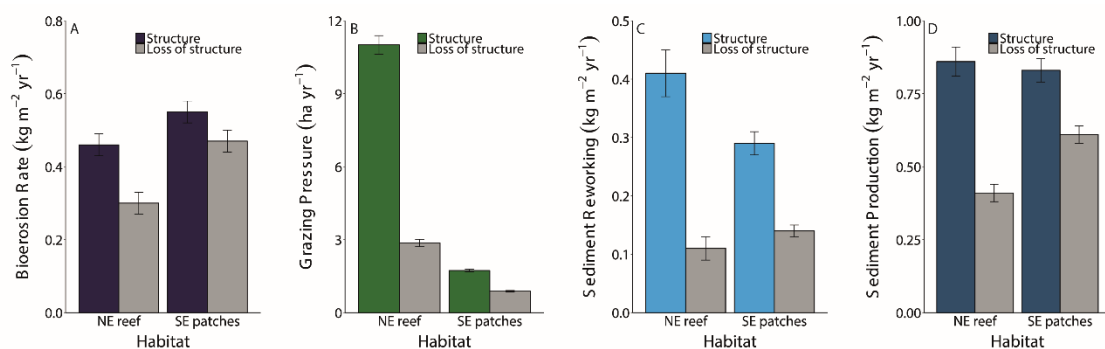 A
Structure
Loss of structure
Bioerosion Rate (kg m⁻² yr⁻¹)
0.8
0.6
0.4
0.2
0.0
NE reef
SE patches
Habitat
B
Structure
Loss of structure
Grazing Pressure (ha yr⁻¹)
12
9
6
3
0
NE reef
SE patches
Habitat
C
Structure
Loss of structure
Sediment Reworking (kg m⁻² yr⁻¹)
0.5
0.4
0.3
0.2
0.1
0.0
NE reef
SE patches
Habitat
D
Structure
Loss of structure
Sediment Production (kg m⁻² yr⁻¹)
1.00
0.75
0.50
0.25
0.00
NE reef
SE patches
Habitat